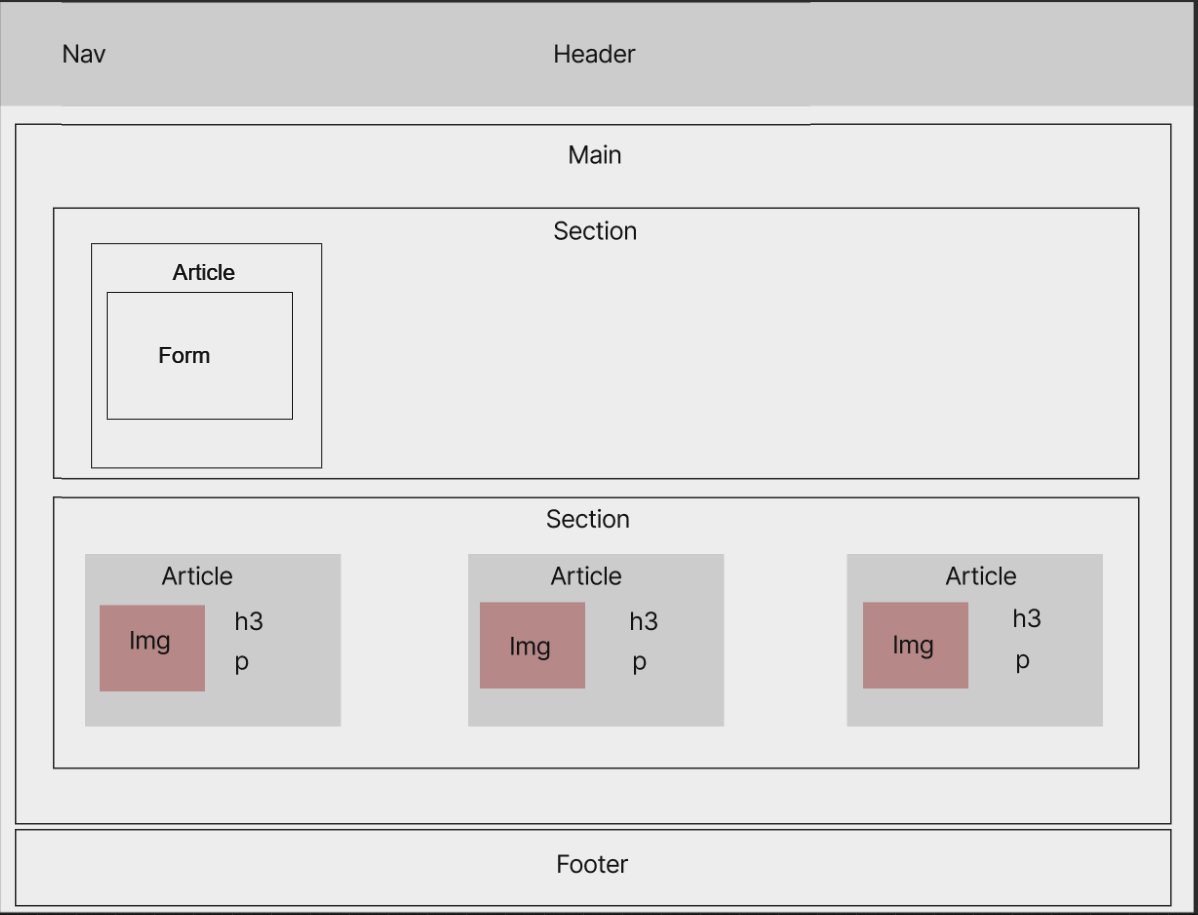 Nav
Header
Main
Section
Article
Form
Section
Article
Img
h3
p
Article
Img
h3
p
Article
Img
h3
p
Footer